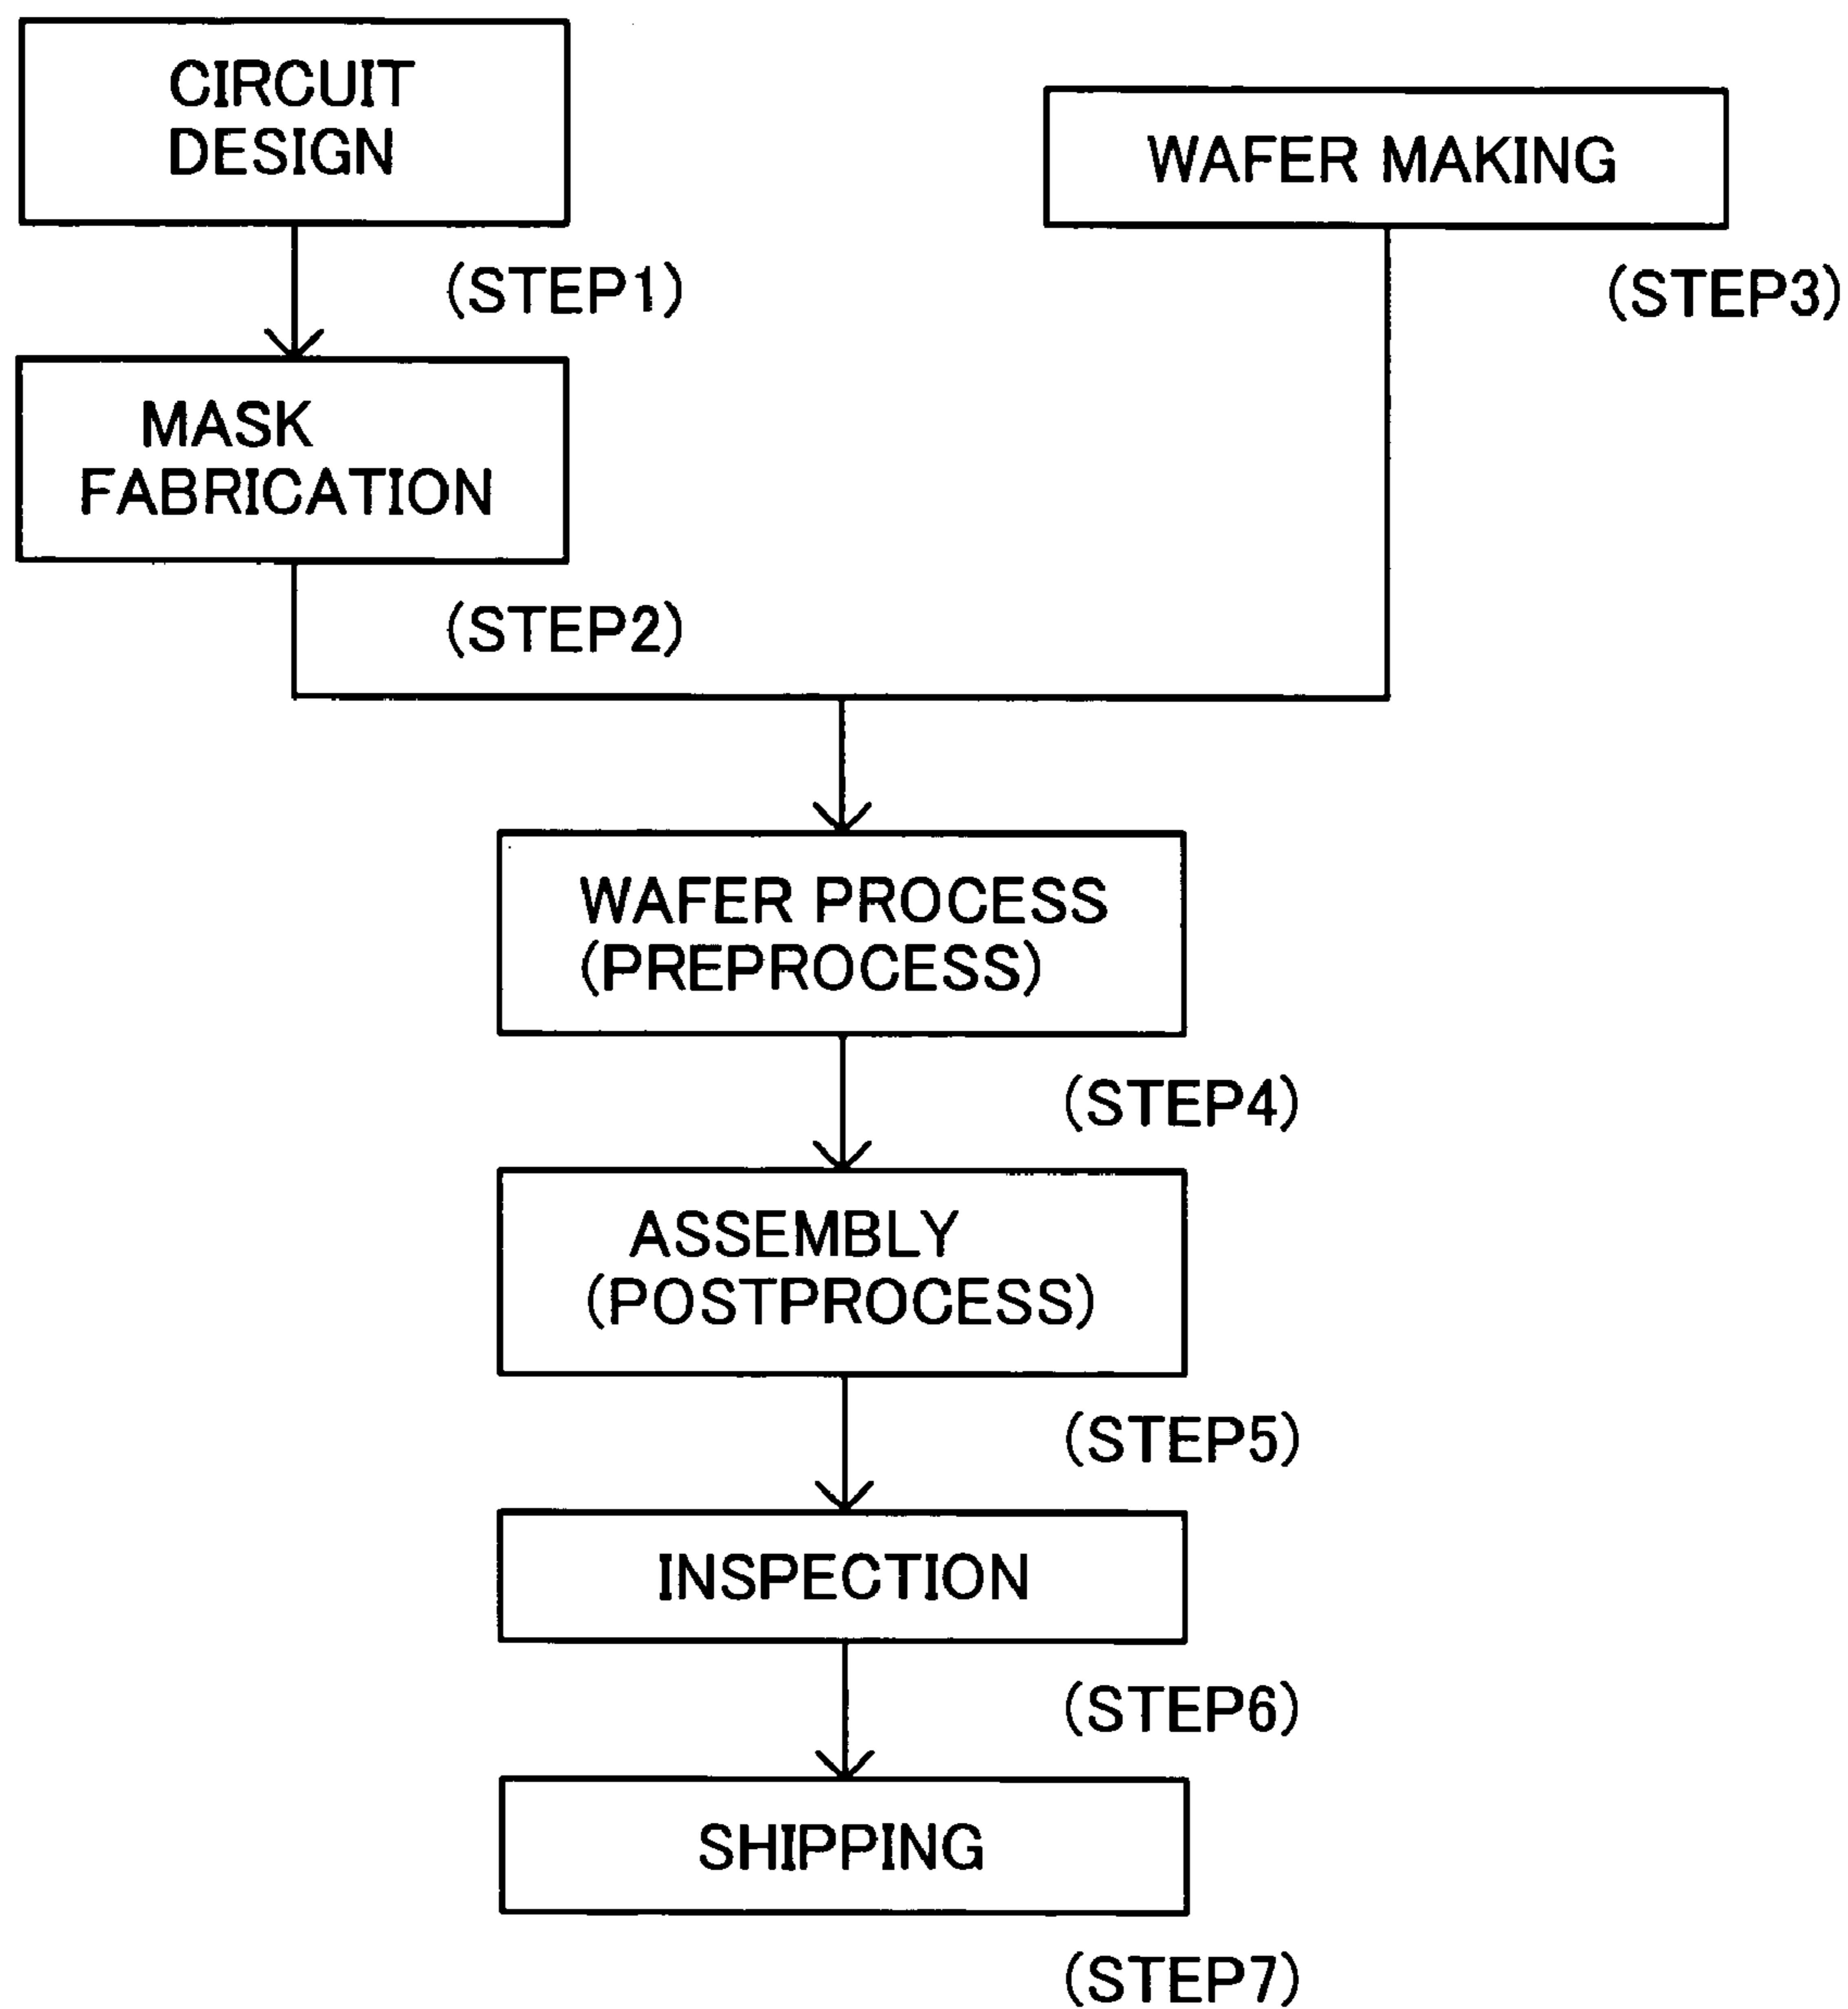 CIRCUIT
DESIGN
(STEP1)
WAFER MAKING
(STEP3)
MASK
FABRICATION
(STEP2)
WAFER PROCESS
(PREPROCESS)
(STEP4)
ASSEMBLY
(POSTPROCESS)
(STEP5)
INSPECTION
(STEP6)
SHIPPING
(STEP7)